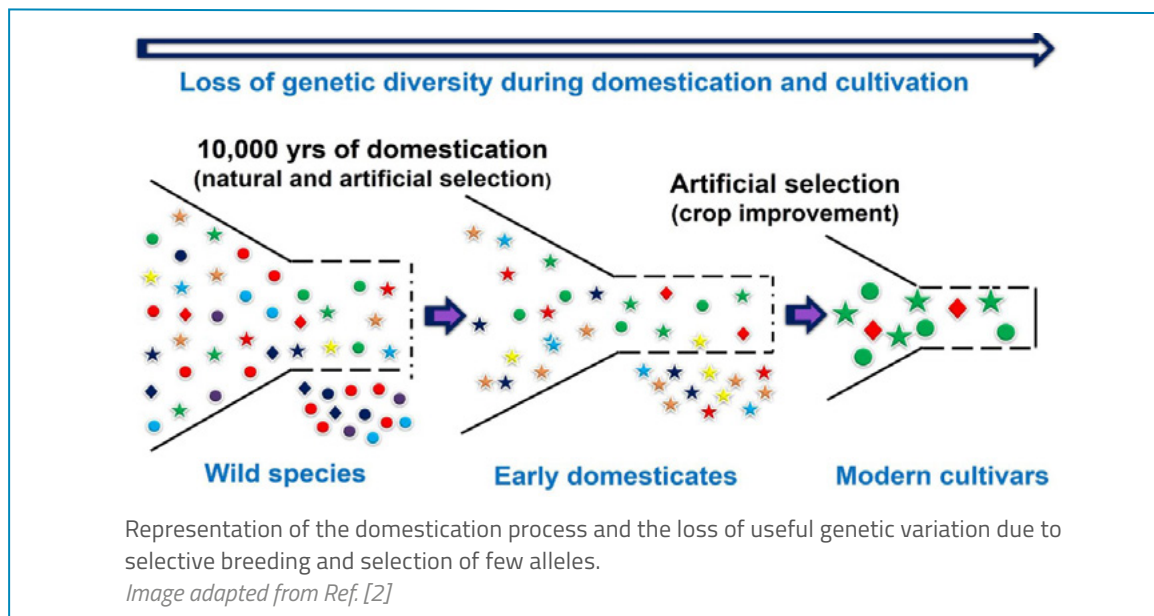 Loss of genetic diversity during domestication and cultivation
10,000 yrs of domestication
(natural and artificial selection)
Artificial selection
(crop improvement)
Wild species
Early domesticates
Modern cultivars
Representation of the domestication process and the loss of useful genetic variation due to
selective breeding and selection of few alleles.
Image adapted from Ref. [2]